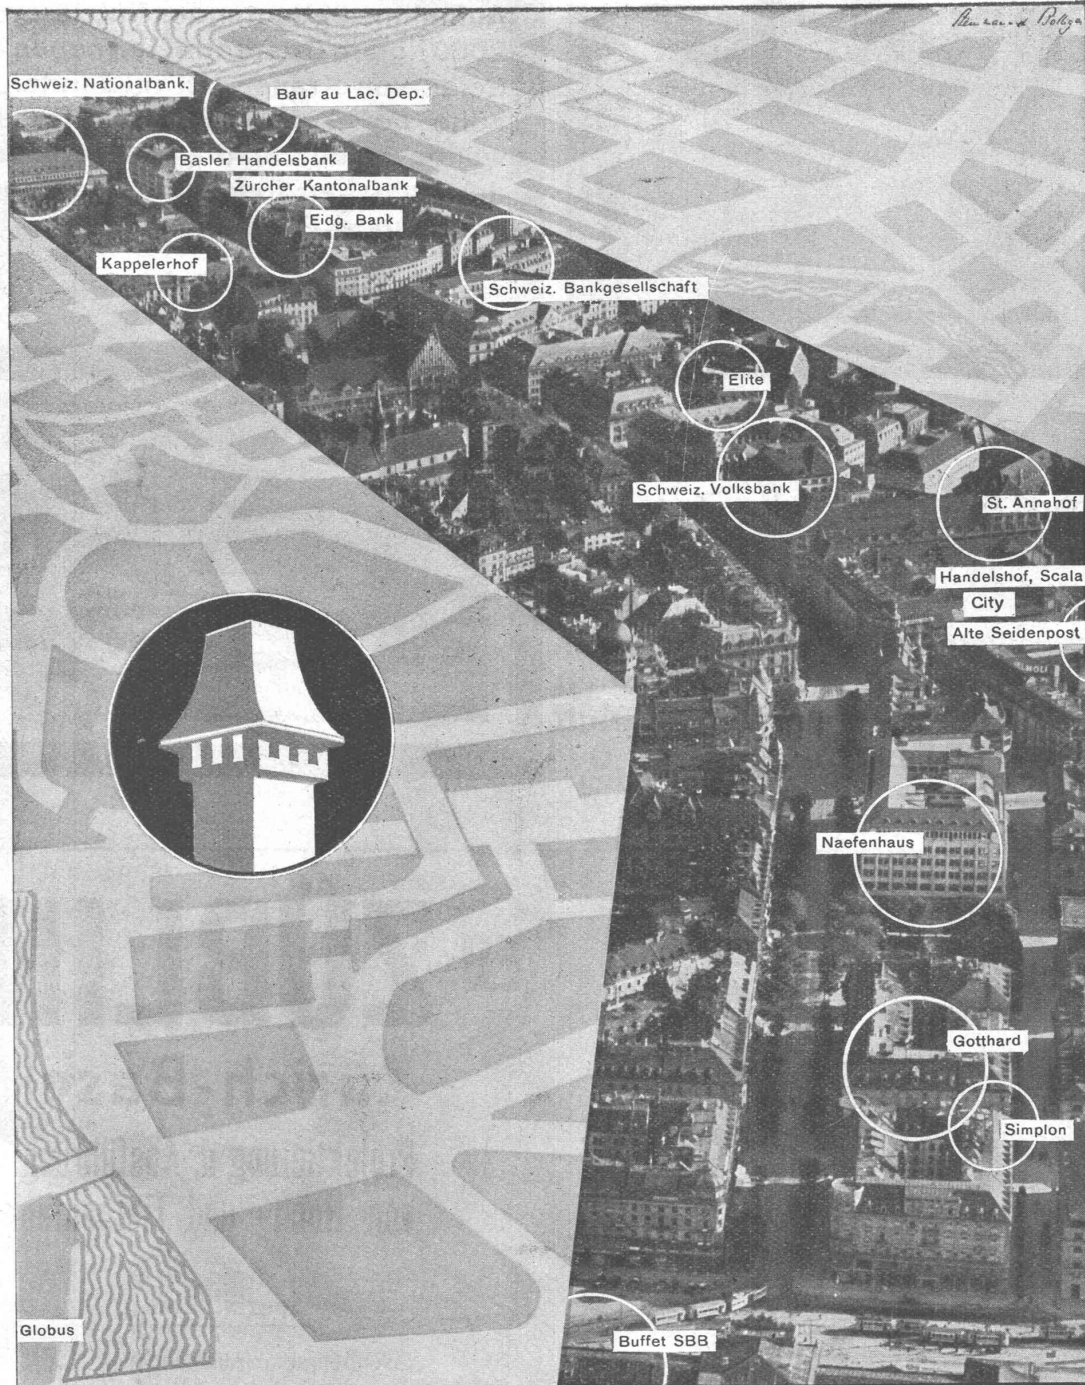 Schweiz. Nationalbank.
Baur au Lac. Dep.
Basler Handelsbank
Zürcher Kantonalbank
Eidg. Bank
Kappelerhof
Schweiz. Bankgesellschaft
Elite
Schweiz. Volksbank
St. Annahof
Handelshof, Scala
City
Alte Seidenpost
Naefenhaus
Gotthard
Simplon
Globus
Buffet SBB